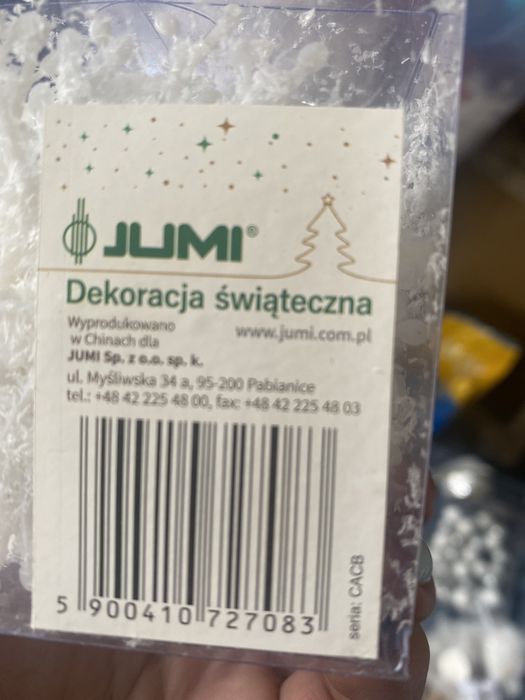 JUMI®
Dekoracja świąteczna
Wyprodukowano
w Chinach dla
www.jumi.com.pl
JUMI Sp. z o.o. sp. k.
ul. Myśliwska 34 a, 95-200 Pabianice
tel.: +48 42 225 48 00, fax: +48 42 225 48 03
5 900410 727083
seria: CACB